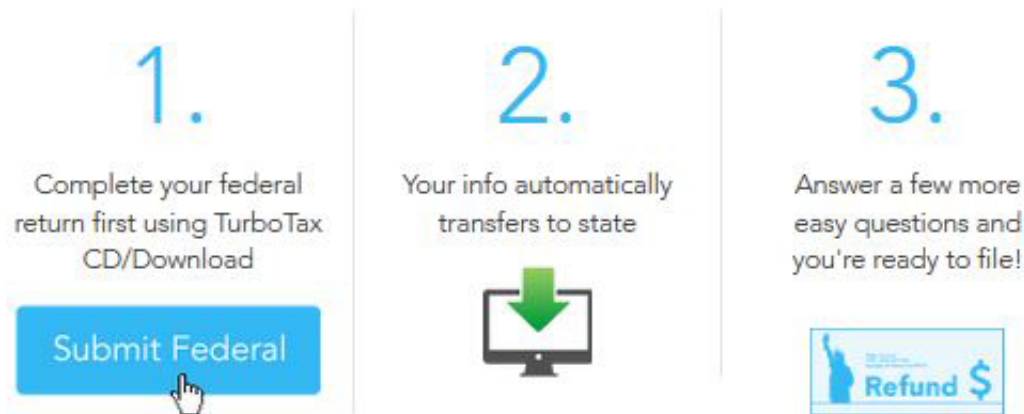 1.
Complete your federal
return first using TurboTax
CD/Download
Submit Federal
2.
Your info automatically
transfers to state
3.
Answer a few more
easy questions and
you're ready to file!
Refund $